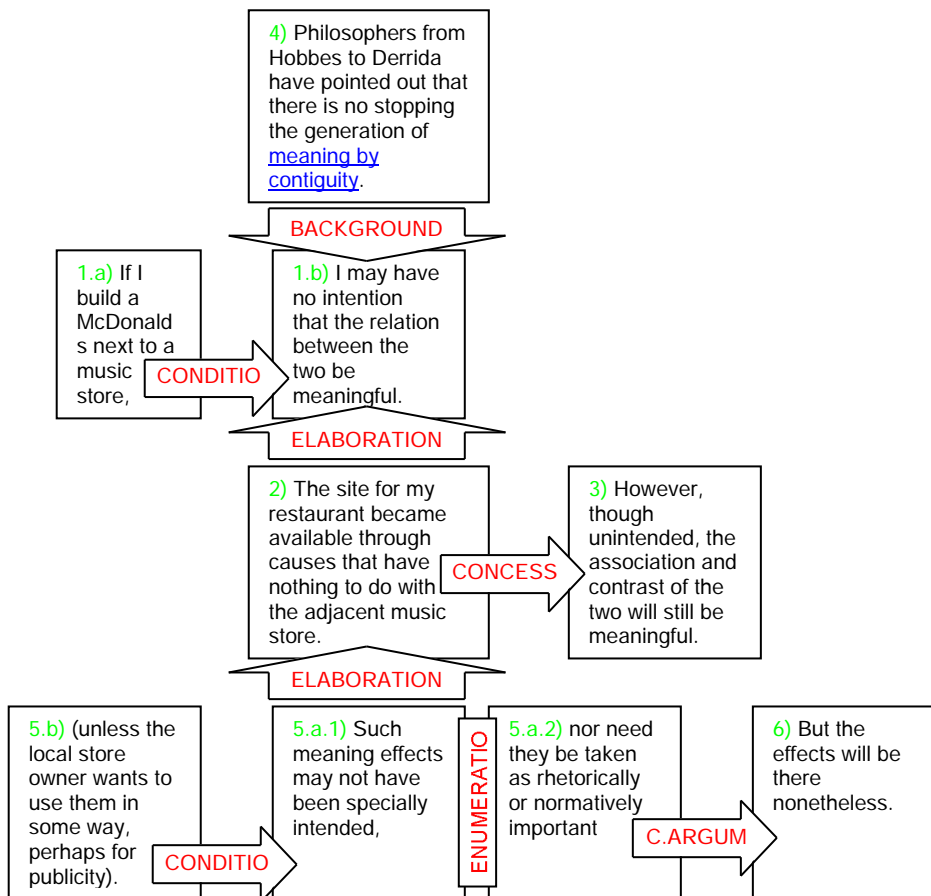 4) Philosophers from
Hobbes to Derrida
have pointed out that
there is no stopping
the generation of
meaning by
contiguity.
BACKGROUND
1.a) If I
build a
McDonald
s next to a
music
store,
CONDITIO
1.b) I may have
no intention
that the relation
between the
two be
meaningful.
ELABORATION
2) The site for my
restaurant became
available through
causes that have
nothing to do with
the adjacent music
store.
CONCESS
3) However,
though
unintended, the
association and
contrast of the
two will still be
meaningful.
ELABORATION
5.b) (unless the
local store
owner wants to
use them in
some way,
perhaps for
publicity).
CONDITIO
5.a.1) Such
meaning effects
may not have
been specially
intended,
ENUMERATIO
5.a.2) nor need
they be taken
as rhetorically
or normatively
important
C.ARGUM
6) But the
effects will be
there
nonetheless.